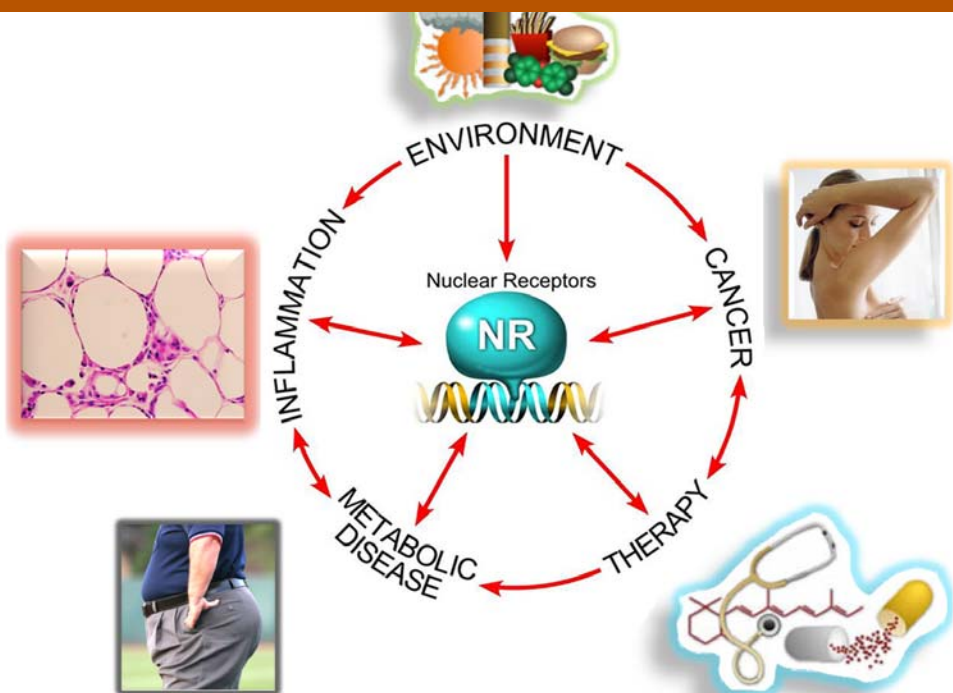 ENVIRONMENT
INFLAMMATION
CANCER
Nuclear Receptors
NR
METABOLIC
DISEASE
THERAPY